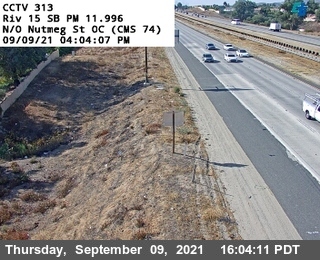 CCTV 313
Riv 15 SB PM 11.996
N/O Nutmeg St OC (CMS 74)
09/09/21 04:04:07 PM
Thursday, September 09, 2021 16:04:11 PDT